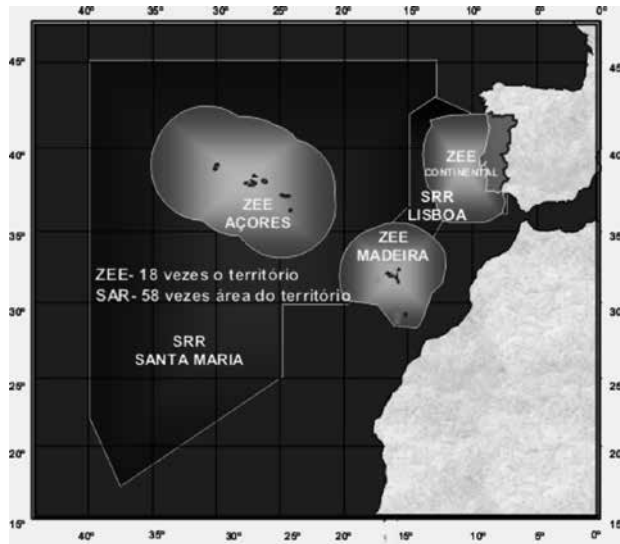 40° 35° 30° 25° 20° 15° 10° 5° 0°
45° 45°
40° 40°
35° 35°
30° 30°
25° 25°
20° 20°
15° 15°
ZEE
CONTINENTAL
ZEE
AÇORES
SRR
LISBOA
ZEE
MADEIRA
ZEE- 18 vezes o território
SAR- 58 vezes área do território
SRR
SANTA MARIA
40° 35° 30° 25° 20° 15° 10° 5° 0°